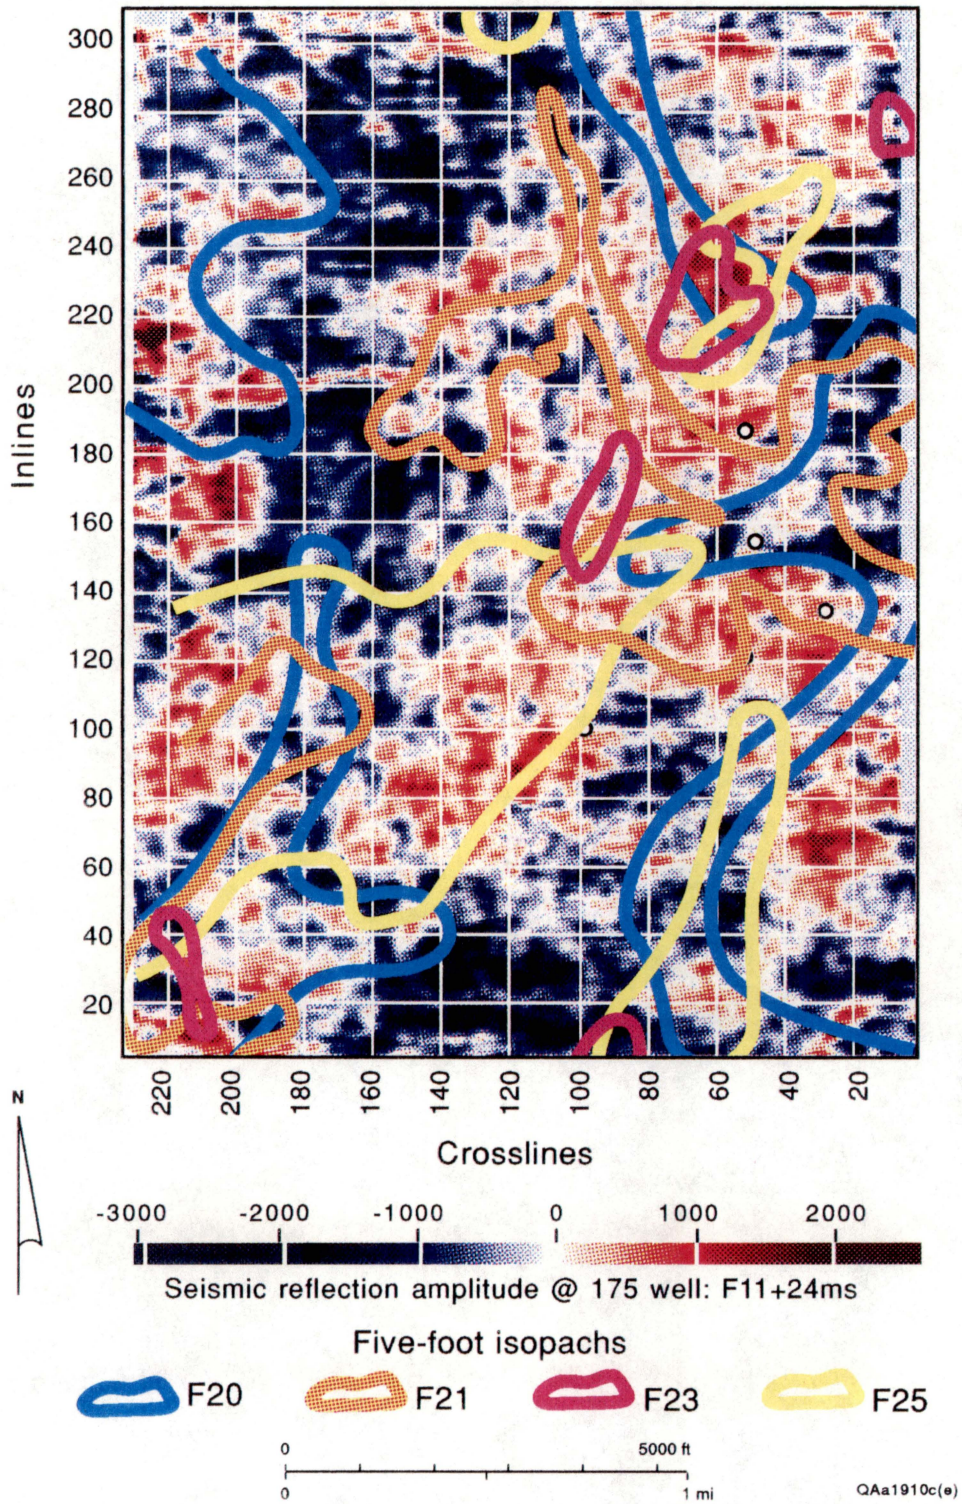 300
280
260
240
220
200
180
160
140
120
100
80
60
40
20
Inlines
220 200 180 160 140 120 100 80 60 40 20
Crosslines
N
-3000 -2000 -1000 0 1000 2000
Seismic reflection amplitude @ 175 well: F11+24ms
Five-foot isopachs
F20 F21 F23 F25
0 5000 ft
0 1 mi
QAa1910c(e)